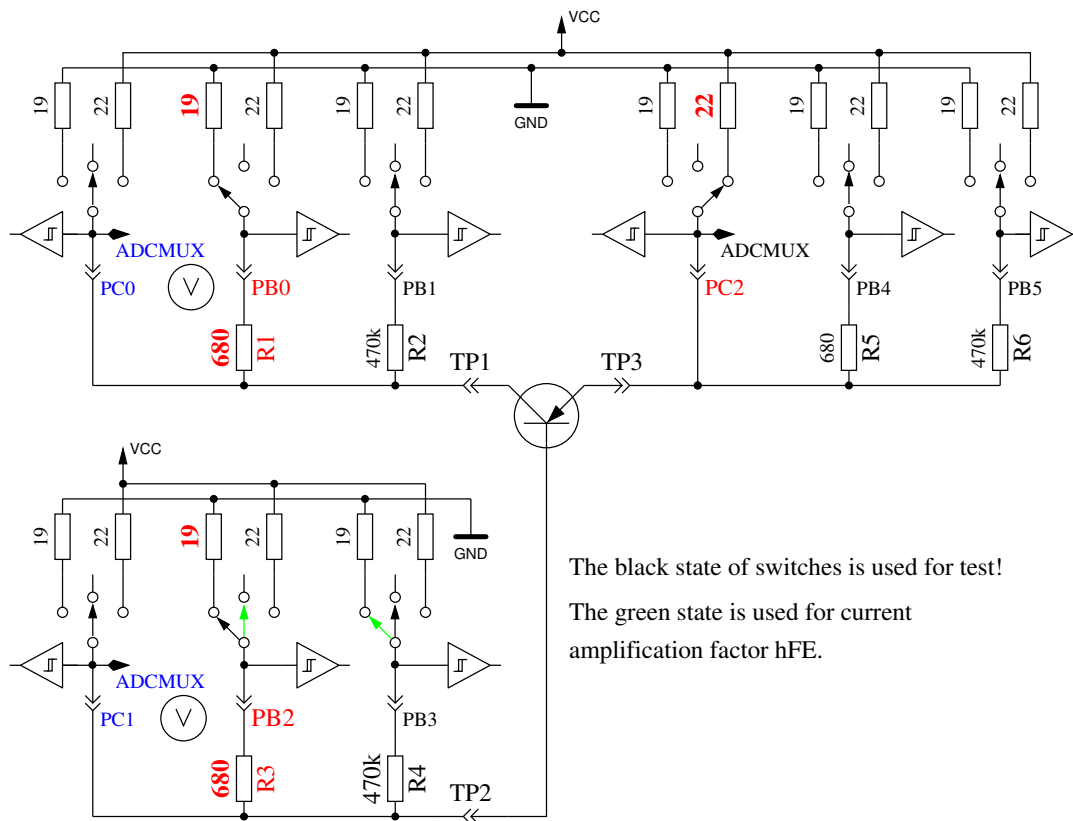 VCC
19
22
19
22
19
22
GND
19
22
19
22
19
22
ADCMUX
ADCMUX
PC0
V
PB0
PB1
PC2
PB4
PB5
680
R1
470k
R2
680
R5
470k
R6
TP1
TP3
VCC
19
22
19
22
19
22
GND
The black state of switches is used for test!
The green state is used for current
amplification factor hFE.
ADCMUX
PC1
V
PB2
PB3
680
R3
470k
R4
TP2